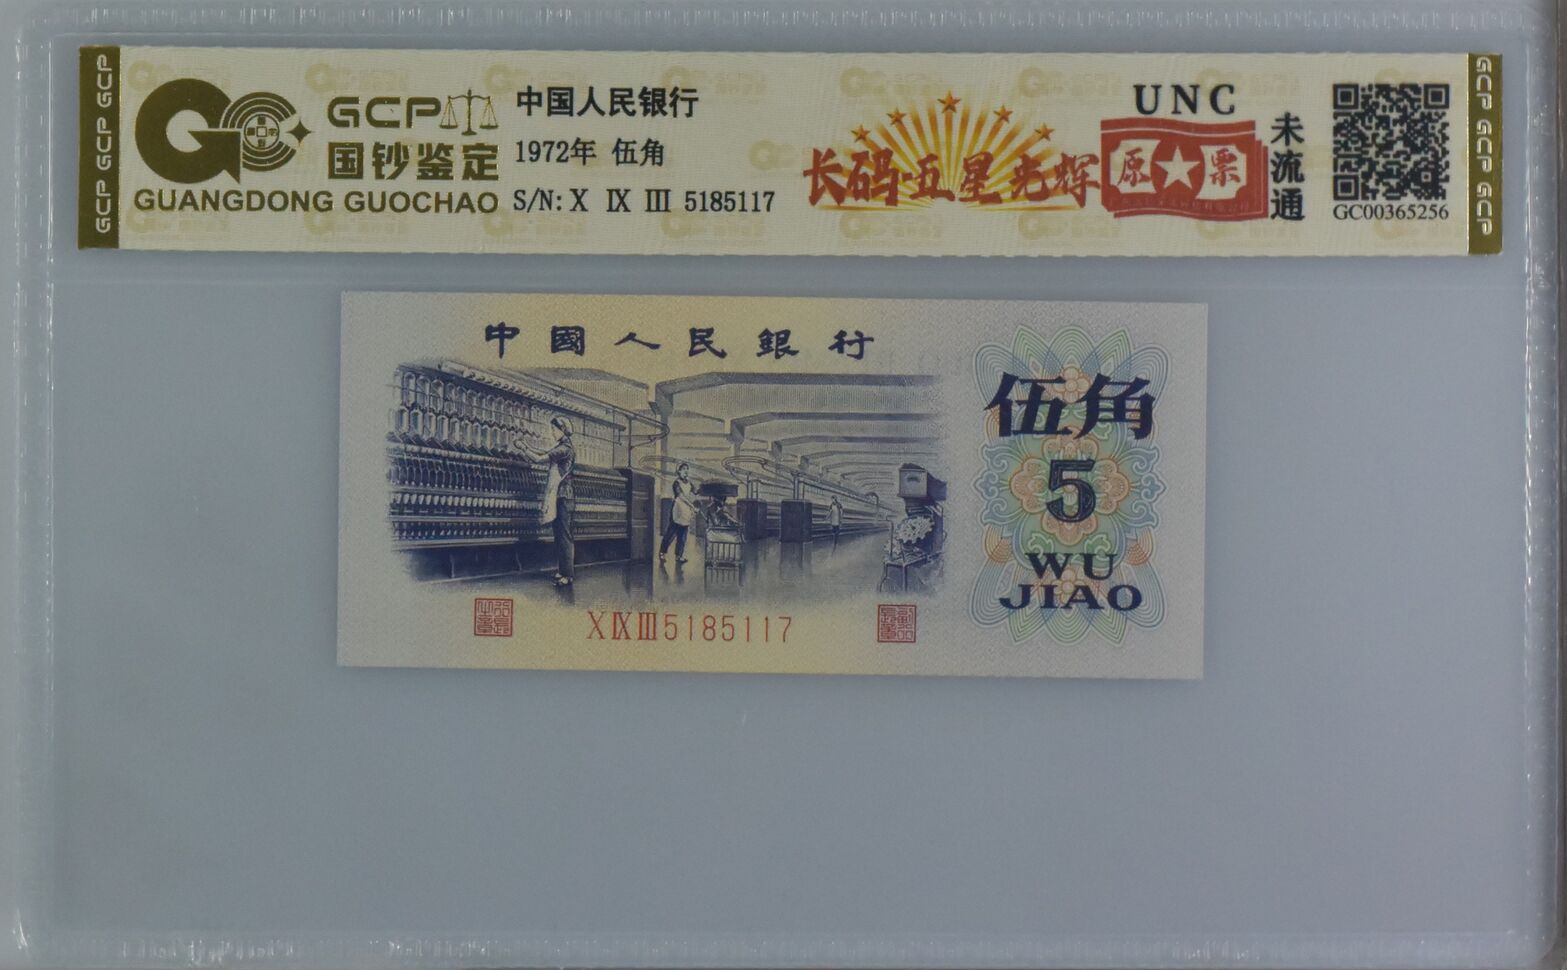 GCP GCP GCP
GCP
国钞鉴定
GUANGDONG GUOCHAO
中国人民银行
1972年 伍角
S/N: X IX III 5185117
长码·五星光辉
UNC
原★票
未流通
GC00365256
GCP GCP GCP
中國人民銀行
伍角
5
WU
JIAO
X IX III 5185117